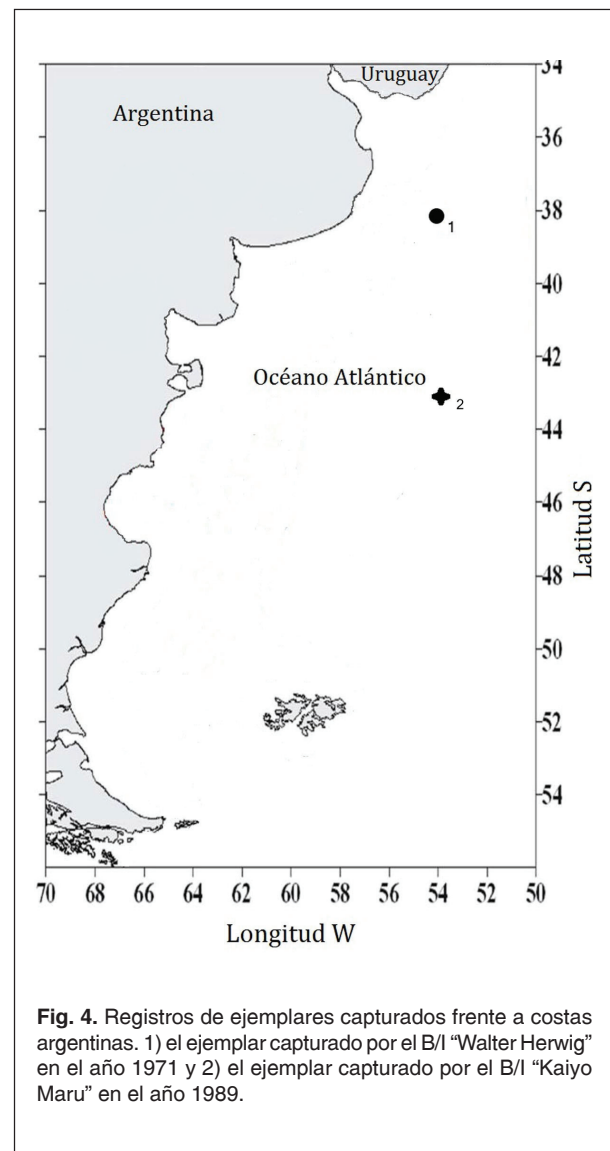 34
Uruguay
Argentina
36
38
1
40
42
Océano Atlántico
2
44
46
Latitud S
48
50
52
54
70 68 66 64 62 60 58 56 54 52 50
Longitud W
Fig. 4. Registros de ejemplares capturados frente a costas
argentinas. 1) el ejemplar capturado por el B/I “Walter Herwig”
en el año 1971 y 2) el ejemplar capturado por el B/I “Kaiyo
Maru” en el año 1989.